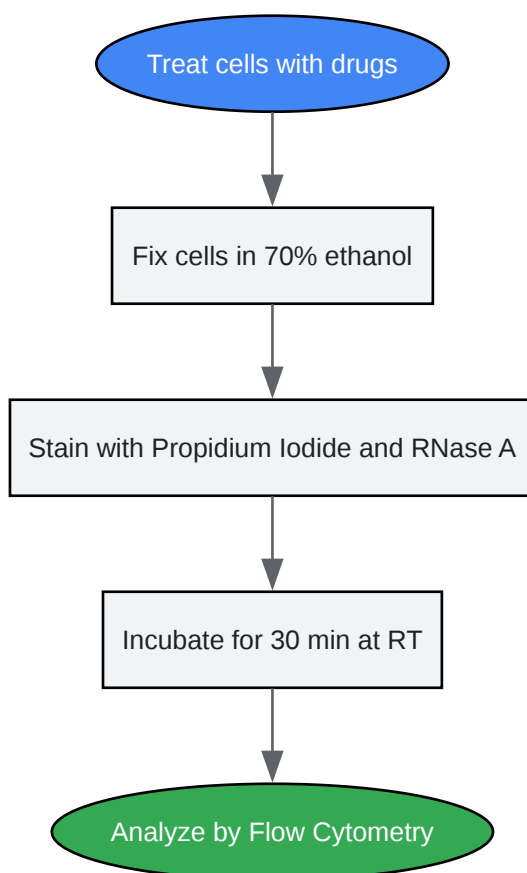 Treat cells with drugs
Fix cells in 70% ethanol
Stain with Propidium Iodide and RNase A
Incubate for 30 min at RT
Analyze by Flow Cytometry